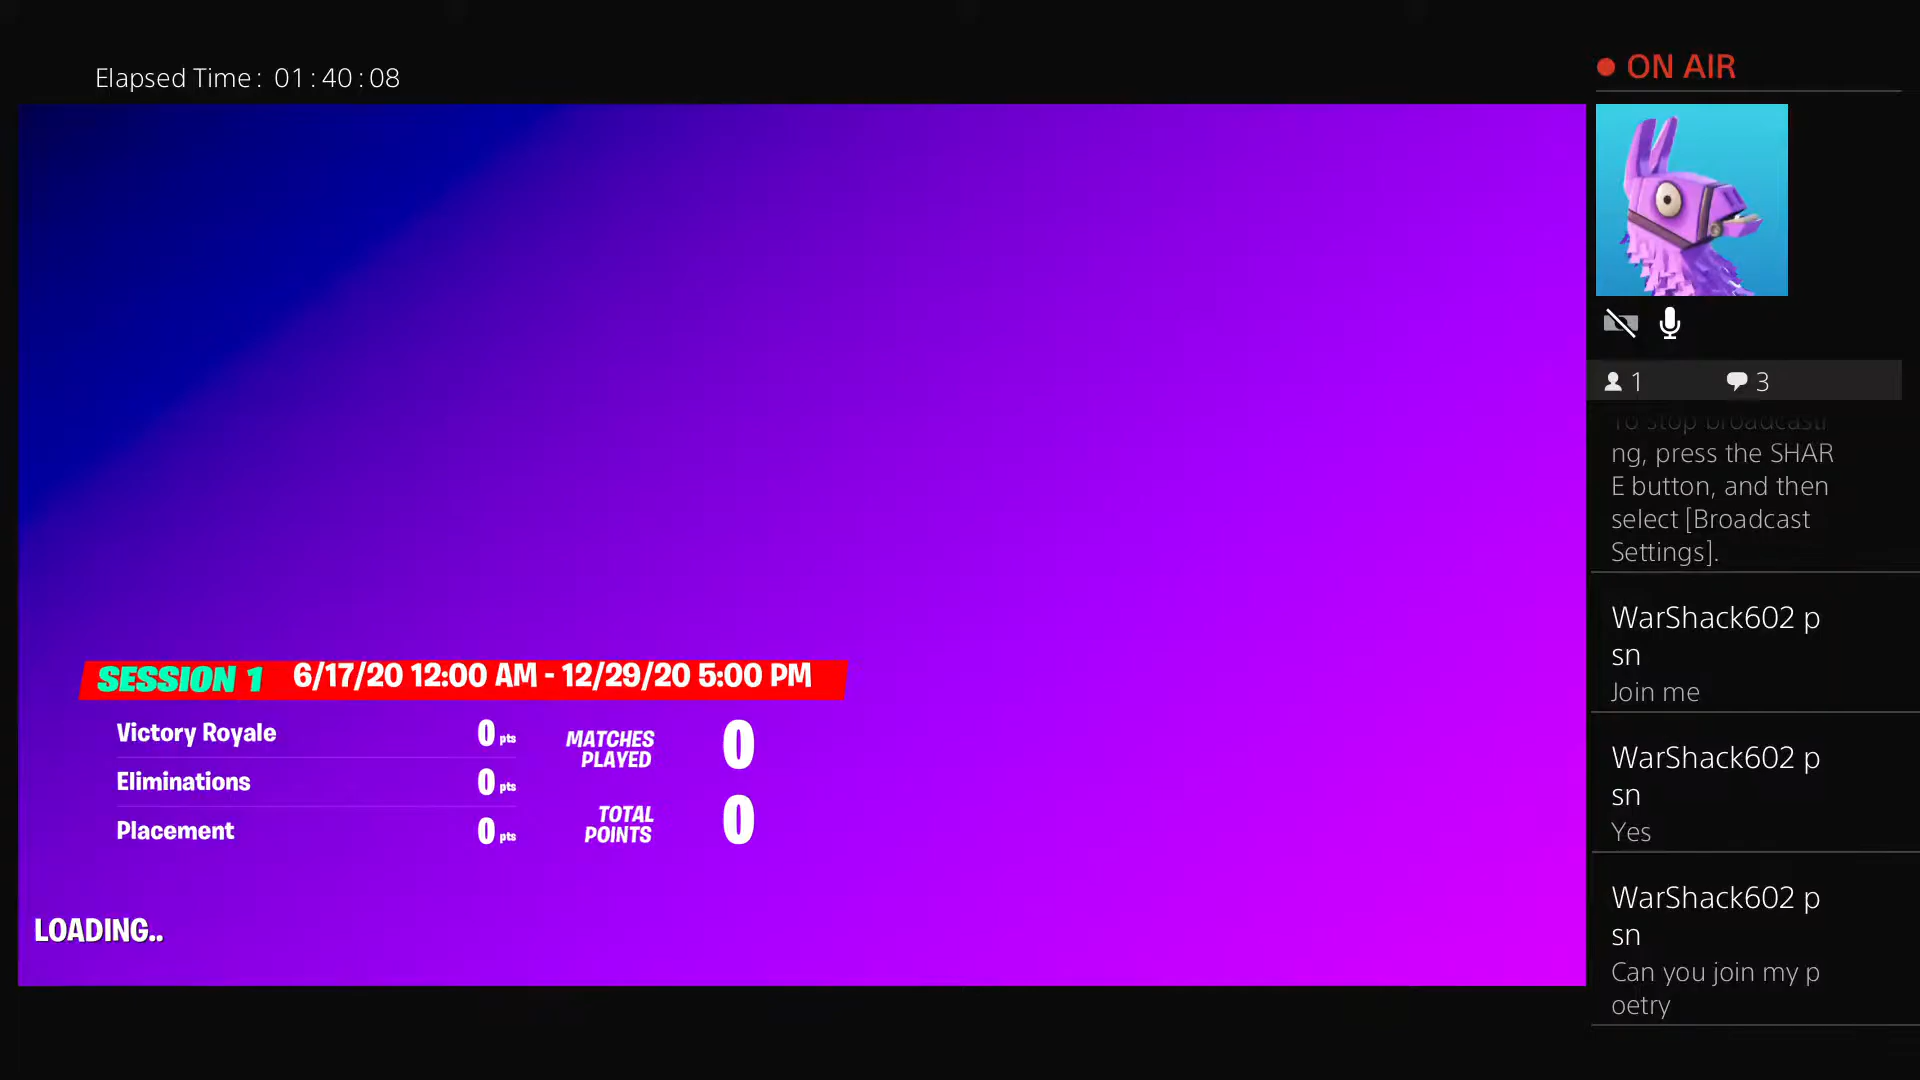 Elapsed Time: 01:40:08
ON AIR
1 3
To stop broadcasti
ng, press the SHAR
E button, and then
select [Broadcast
Settings].
WarShack602 p
sn
Join me
WarShack602 p
sn
Yes
WarShack602 p
sn
Can you join my p
oetry
SESSION 1 6/17/20 12:00 AM - 12/29/20 5:00 PM
Victory Royale 0 pts
Eliminations 0 pts
Placement 0 pts
MATCHES
PLAYED 0
TOTAL
POINTS 0
LOADING..